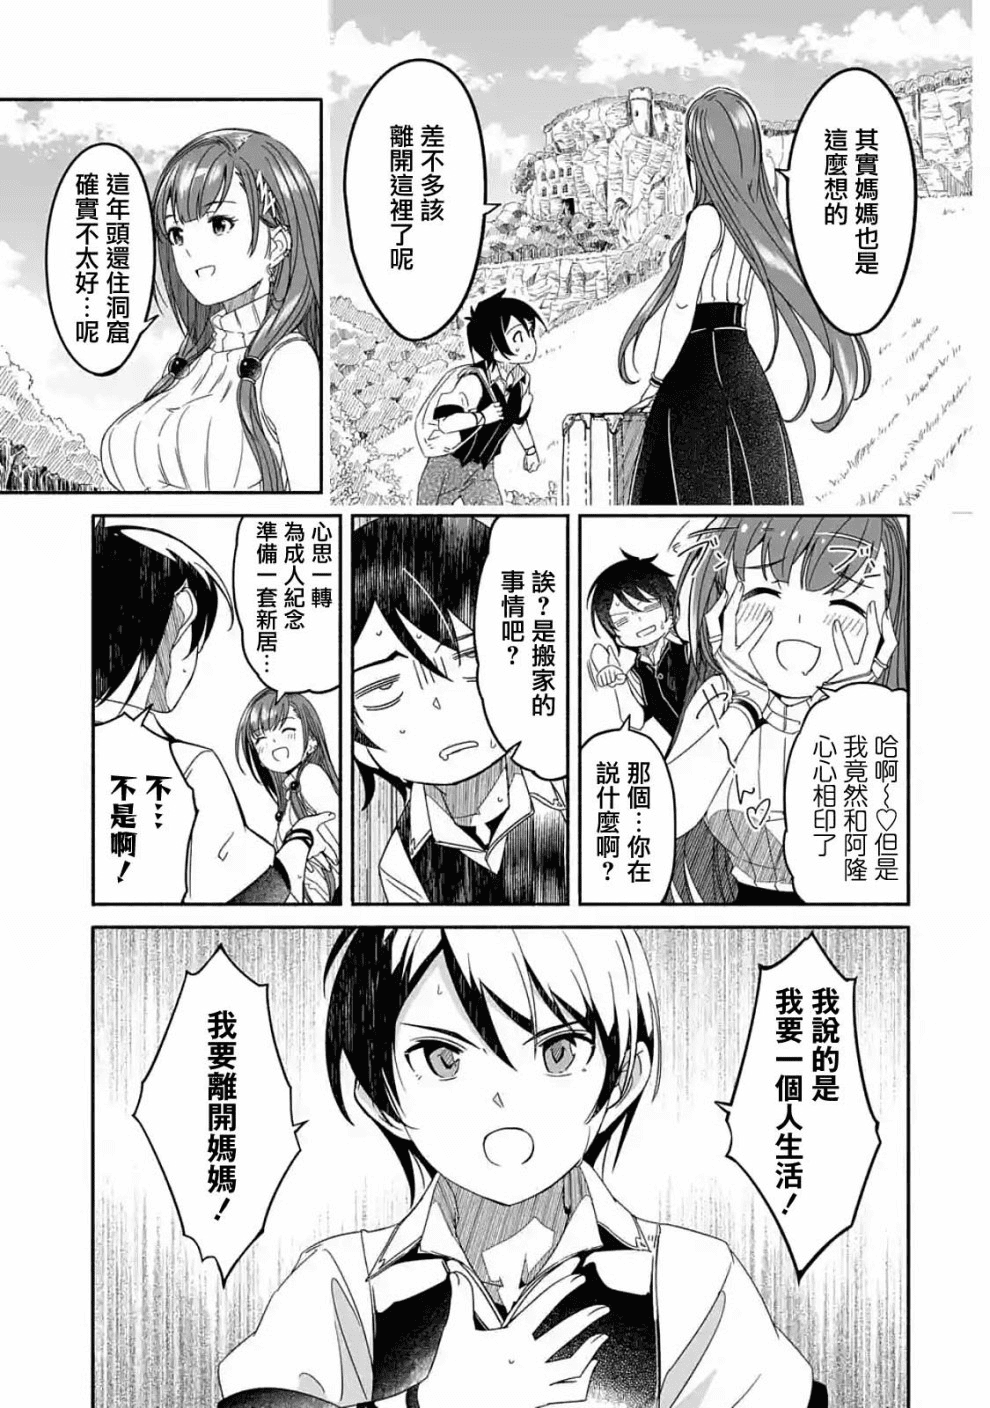 其實媽媽也是
這麼想的
差不多該
離開這裡了呢
這年頭還住洞窟
確實不太好…呢
哈啊～♡但是
我竟然和阿隆
心心相印了
那個…你在
説什麼啊？
誒？是搬家的
事情吧？
心思一轉
為成人紀念
準備一套新居…
不…
不是啊！
我說的是
我要一個人生活！
我要離開媽媽！